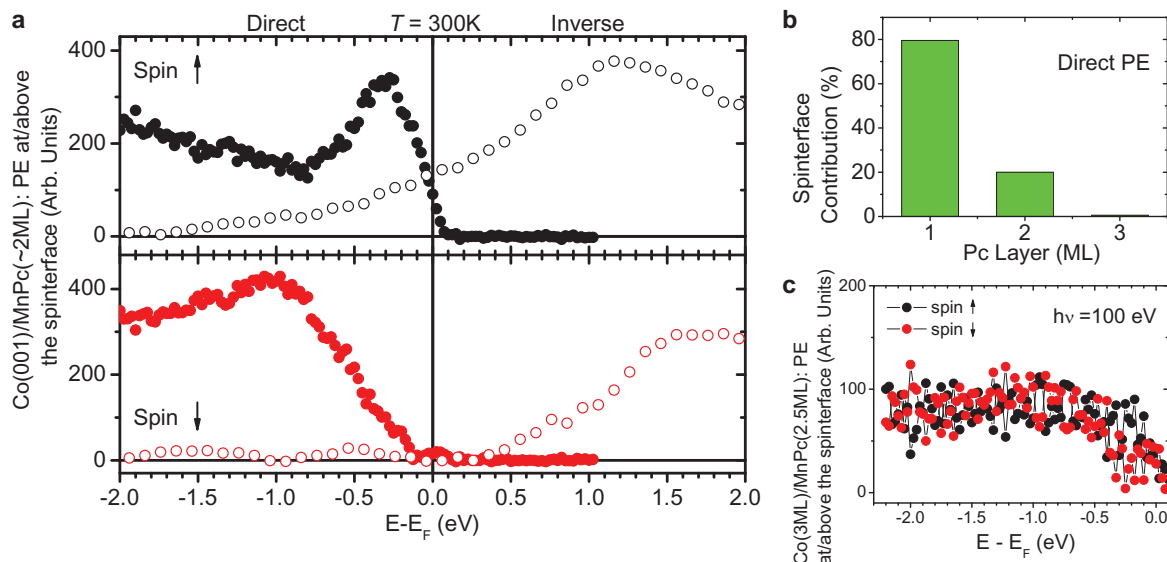 a
Direct
T = 300K
Inverse
Co(001)/MnPc(~2ML): PE at/above
the spinterface (Arb. Units)
400
200
0
Spin ↑
400
200
0
Spin ↓
-2.0 -1.5 -1.0 -0.5 0.0 0.5 1.0 1.5 2.0
E-E_F (eV)
b
Spinterface
Contribution (%)
80
60
40
20
0
Direct PE
1 2 3
Pc Layer (ML)
c
Co(3ML)/MnPc(2.5ML): PE
at/above the spinterface (Arb. Units)
200
100
0
spin ↑
spin ↓
hν =100 eV
-2.0 -1.5 -1.0 -0.5 0.0
E - E_F (eV)